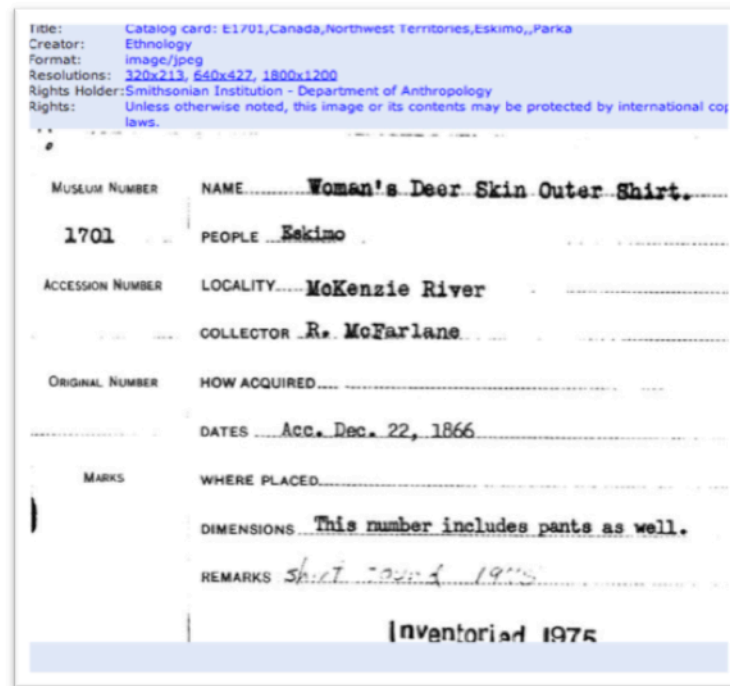 Title: Catalog card: E1701,Canada,Northwest Territories,Eskimo,,Parka
Creator: Ethnology
Format: image/jpeg
Resolutions: 320x213, 640x427, 1800x1200
Rights Holder:Smithsonian Institution - Department of Anthropology
Rights: Unless otherwise noted, this image or its contents may be protected by international cop
laws.
MUSEUM NUMBER NAME Woman's Deer Skin Outer Shirt.
1701 PEOPLE Eskimo
ACCESSION NUMBER LOCALITY McKenzie River
COLLECTOR R. McFarlane
ORIGINAL NUMBER HOW ACQUIRED
DATES Acc. Dec. 22, 1866
MARKS WHERE PLACED
DIMENSIONS This number includes pants as well.
REMARKS shirt found
Inventoried 1975